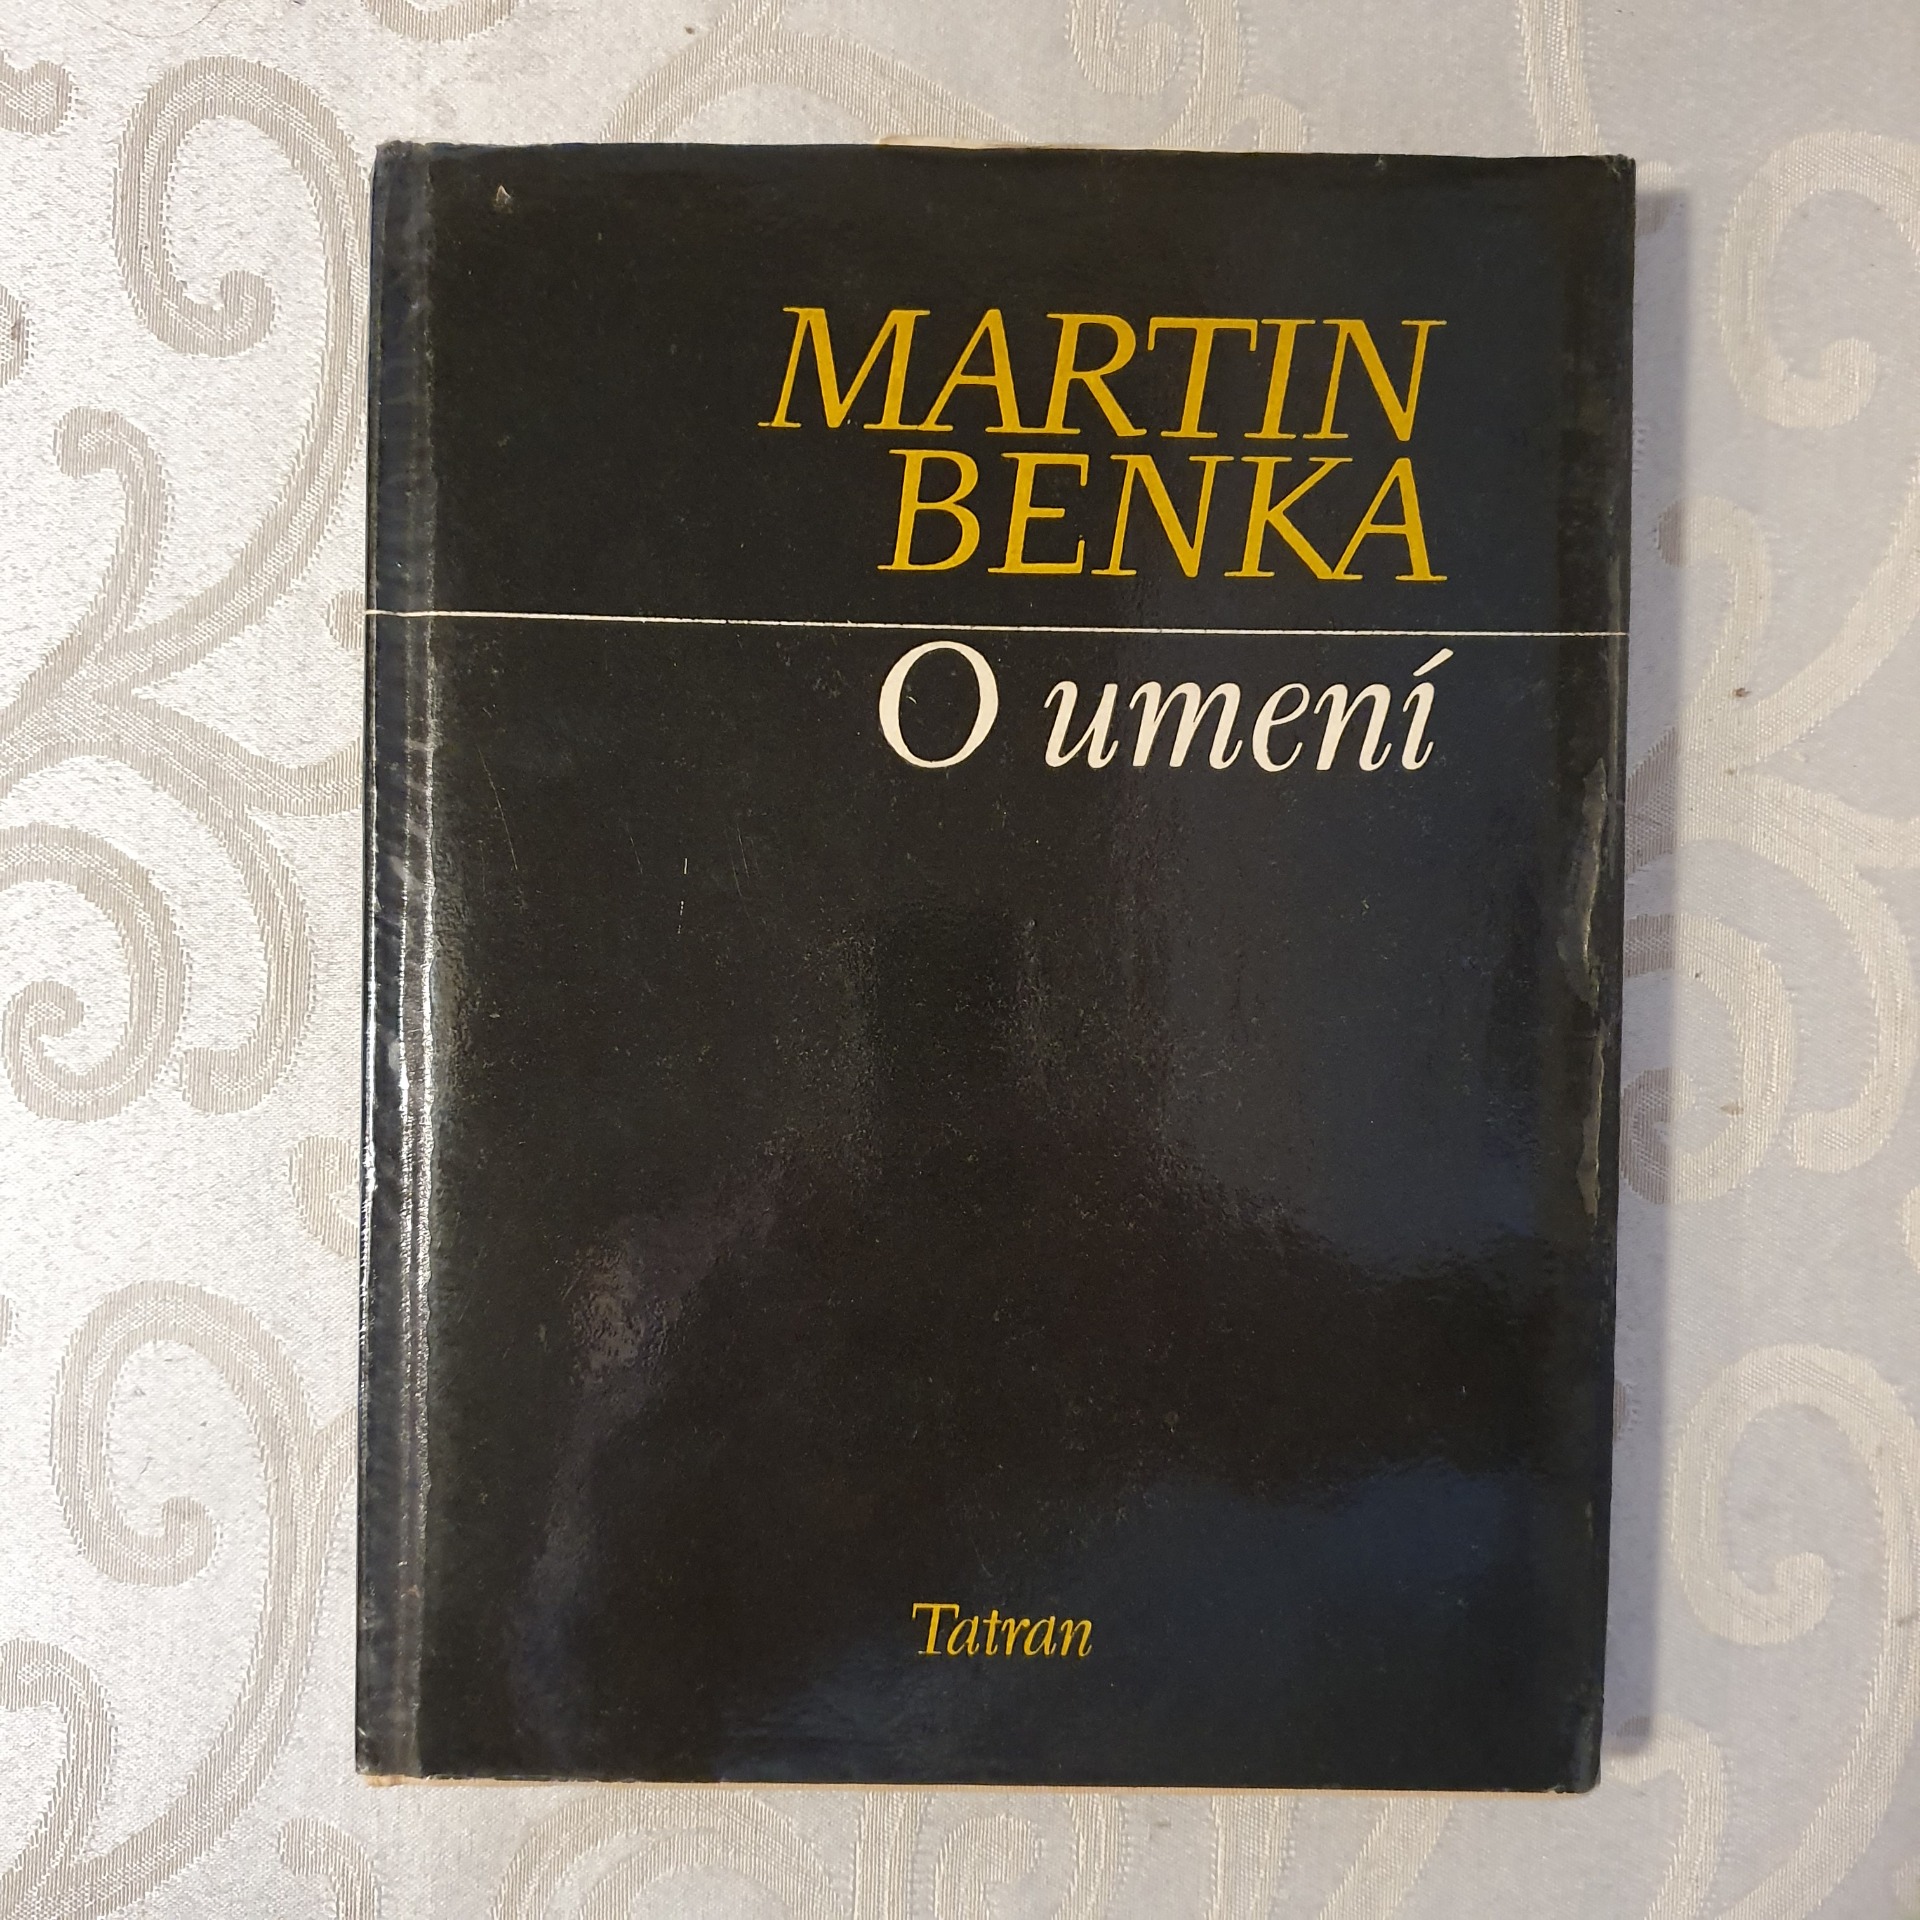 MARTIN
BENKA
O umení
Tatran